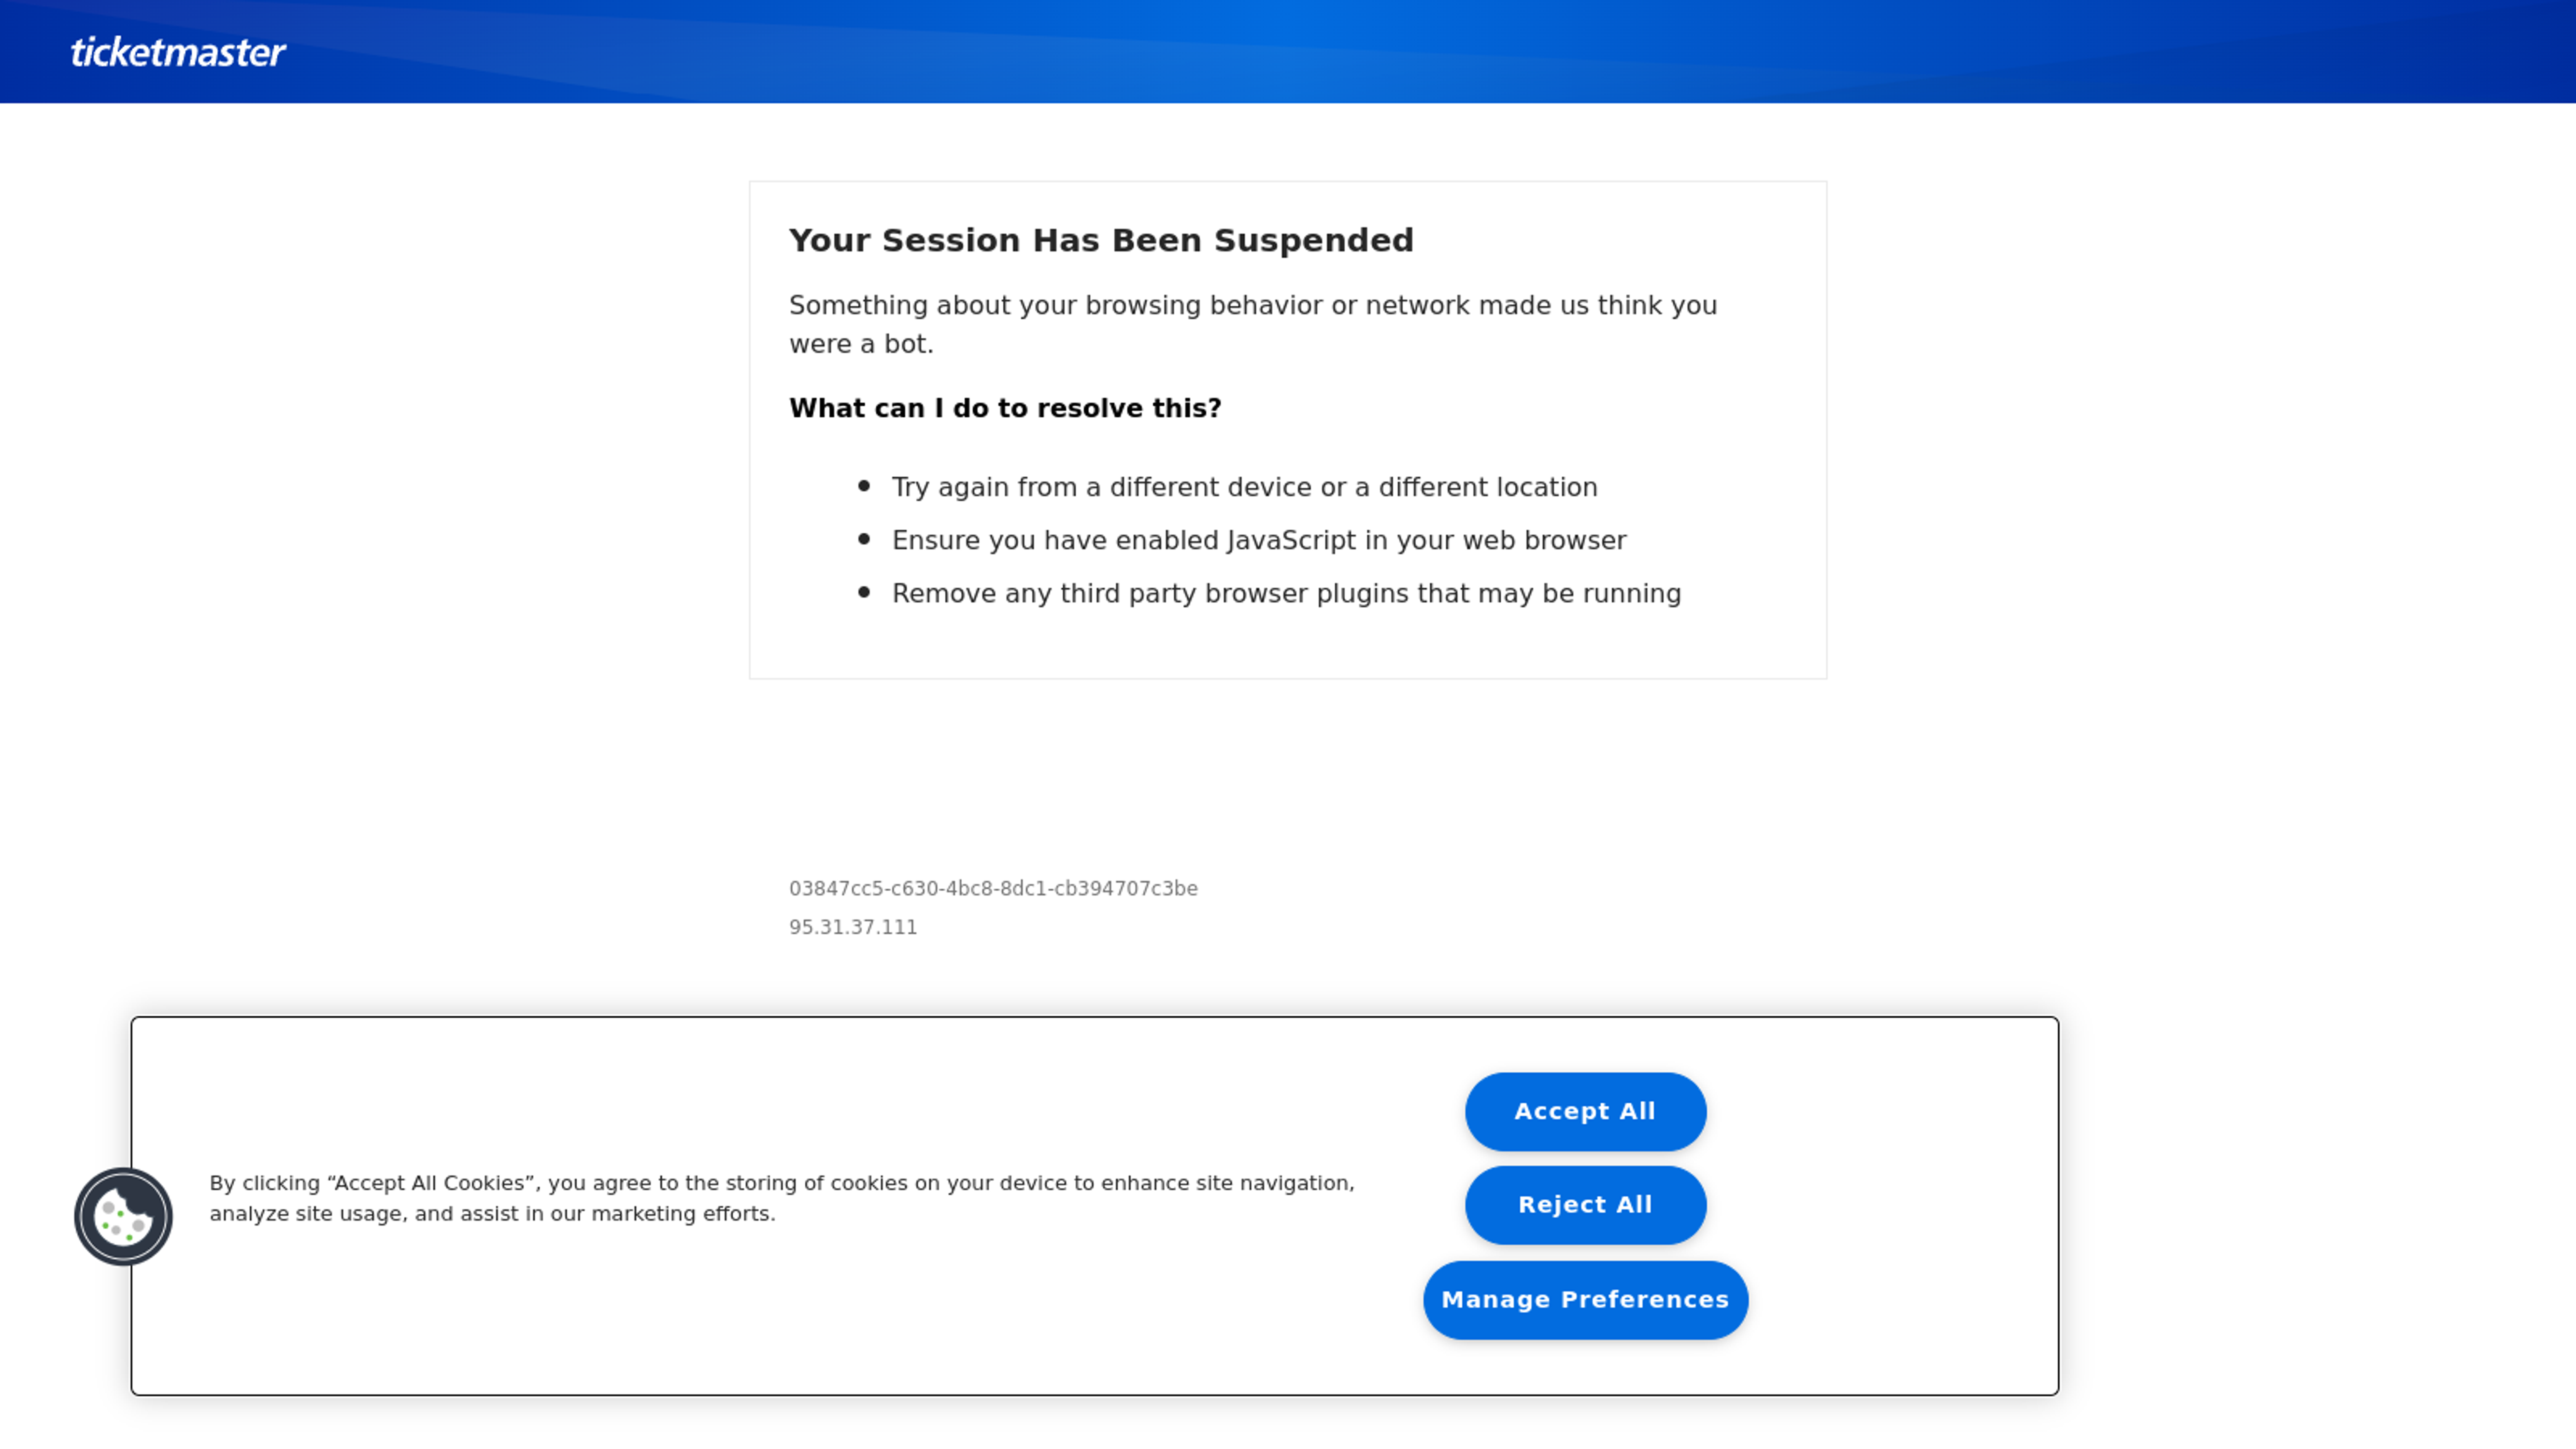 ticketmaster
Your Session Has Been Suspended
Something about your browsing behavior or network made us think you
were a bot.
What can I do to resolve this?
Try again from a different device or a different location
Ensure you have enabled JavaScript in your web browser
Remove any third party browser plugins that may be running
03847cc5-c630-4bc8-8dc1-cb394707c3be
95.31.37.111
By clicking “Accept All Cookies”, you agree to the storing of cookies on your device to enhance site navigation,
analyze site usage, and assist in our marketing efforts.
Accept All
Reject All
Manage Preferences